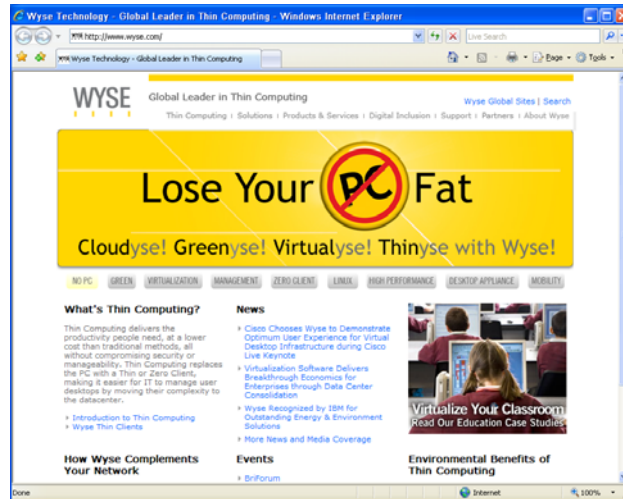 Wyse Technology - Global Leader in Thin Computing - Windows Internet Explorer
http://www.wyse.com/
Live Search
Wyse Technology - Global Leader in Thin Computing
Page
Tools
WYSE
Global Leader in Thin Computing
Wyse Global Sites | Search
Thin Computing | Solutions | Products & Services | Digital Inclusion | Support | Partners | About Wyse
Lose Your PC Fat
Cloudyse! Greenyse! Virtualyse! Thinyse with Wyse!
NO PC
GREEN
VIRTUALIZATION
MANAGEMENT
ZERO CLIENT
LINUX
HIGH PERFORMANCE
DESKTOP APPLIANCE
MOBILITY
What's Thin Computing?
Thin Computing delivers the
productivity people need, at a lower
cost than traditional methods, all
without compromising security or
manageability. Thin Computing replaces
the PC with a Thin or Zero Client,
making it easier for IT to manage user
desktops by moving their complexity to
the datacenter.
Introduction to Thin Computing
Wyse Thin Clients
News
Cisco Chooses Wyse to Demonstrate
Optimum User Experience for Virtual
Desktop Infrastructure during Cisco
Live Keynote
Virtualization Software Delivers
Breakthrough Economics for
Enterprises through Data Center
Consolidation
Wyse Recognized by IBM for
Outstanding Energy & Environment
Solutions
More News and Media Coverage
Virtualize Your Classroom
Read Our Education Case Studies
How Wyse Complements
Your Network
Events
BriForum
Environmental Benefits of
Thin Computing
Done
Internet
100%